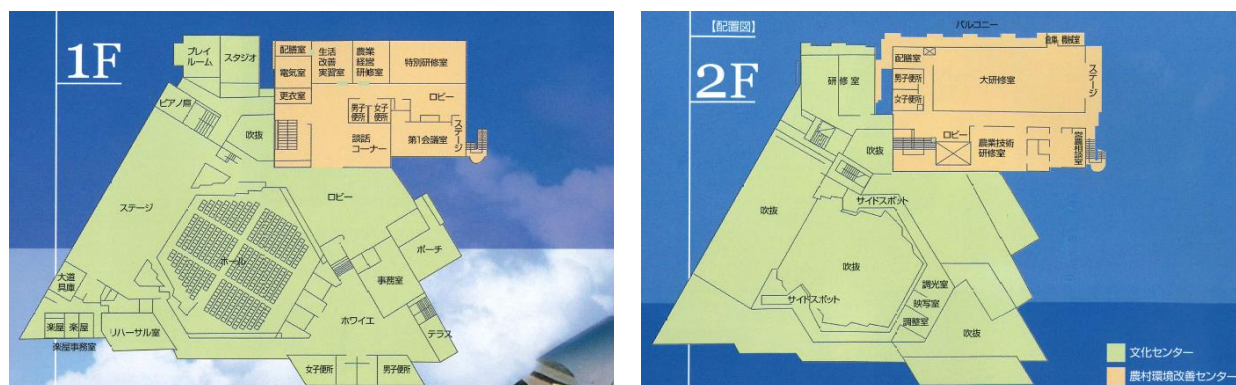 1F
プレイ
ルーム
スタジオ
配膳室
生活
改善
実習室
農業
経営
研修室
特別研修室
電気室
更衣室
ロビー
男子
便所
女子
便所
ピアノ庫
吹抜
談話
コーナー
第1会議室
ステージ
ステージ
ロビー
ホール
ポーチ
大道
具庫
事務室
楽屋
楽屋
リハーサル室
ホワイエ
テラス
楽屋事務室
女子便所
男子便所
【配置図】
2F
バルコニー
倉庫
機械室
配膳室
研修室
男子便所
大研修室
ステージ
女子便所
ロビー
農業技術
研修室
営農相談室
吹抜
サイドスポット
吹抜
吹抜
調光室
サイドスポット
映写室
調整室
吹抜
文化センター
農村環境改善センター